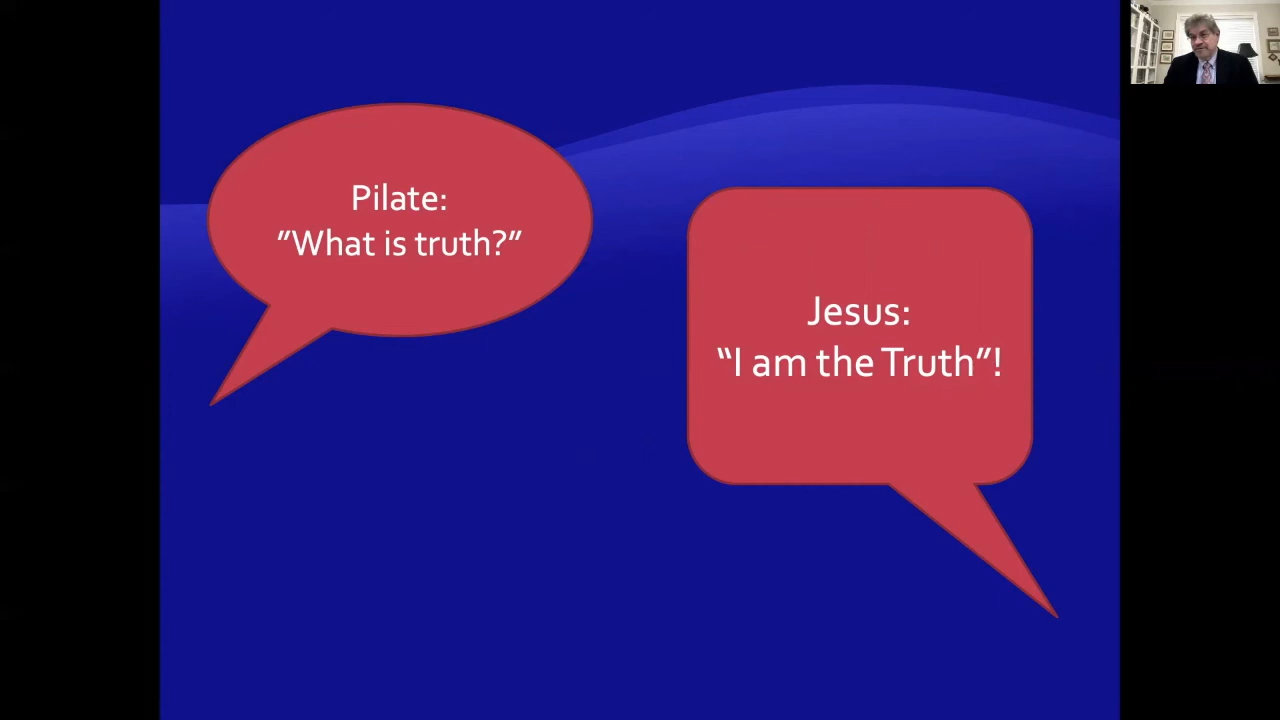 Pilate:
”What is truth?”
Jesus:
“I am the Truth”!